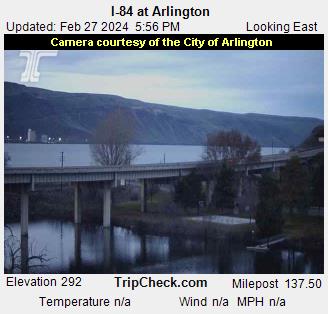 I-84 at Arlington
Updated: Feb 27 2024 5:56 PM Looking East
Camera courtesy of the City of Arlington
Elevation 292 TripCheck.com Milepost 137.50
Temperature n/a Wind n/a MPH n/a